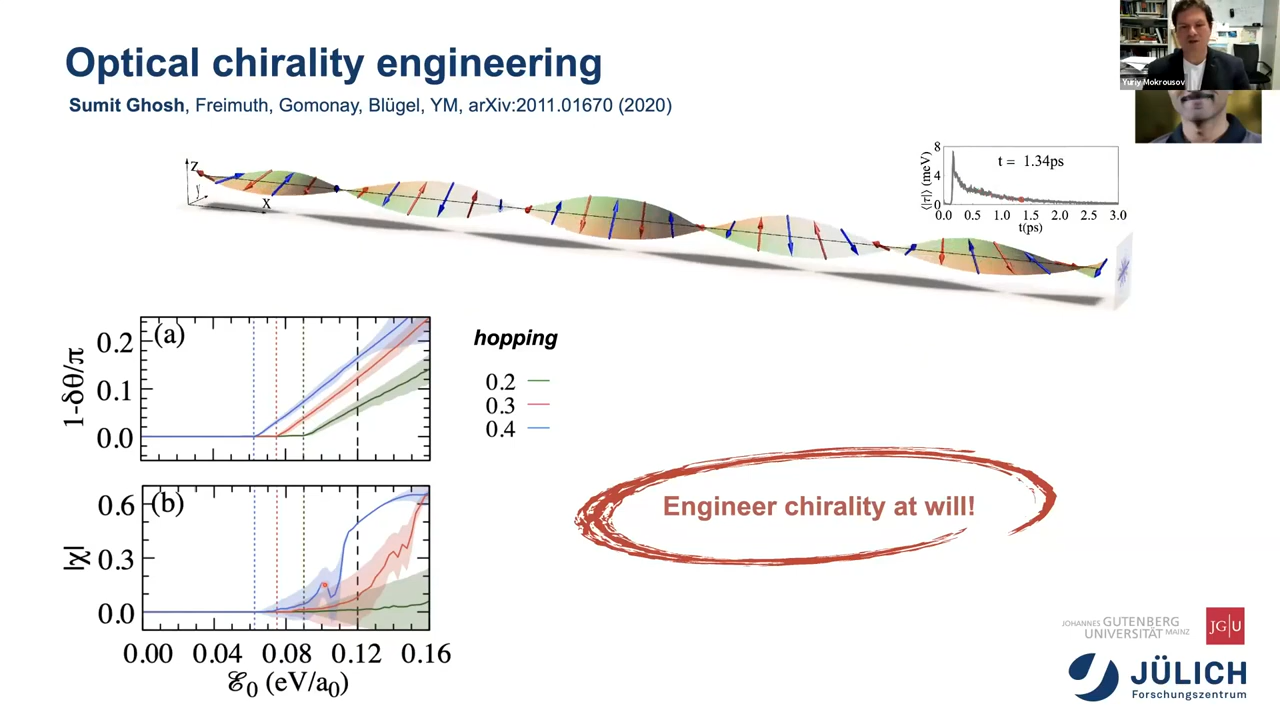 Optical chirality engineering
Sumit Ghosh, Freimuth, Gomonay, Blügel, YM, arXiv:2011.01670 (2020)
Yuriy Mokrousov
z
y
x
8
4
0
⟨|τ|⟩ (meV)
t = 1.34ps
0.0 0.5 1.0 1.5 2.0 2.5 3.0
t(ps)
(a)
0.2
0.1
0.0
1-δθ/π
hopping
0.2
0.3
0.4
(b)
0.6
0.3
0.0
|χ|
0.00 0.04 0.08 0.12 0.16
ℰ0 (eV/a0)
Engineer chirality at will!
JOHANNES GUTENBERG
UNIVERSITÄT MAINZ
JG|U
JÜLICH
Forschungszentrum